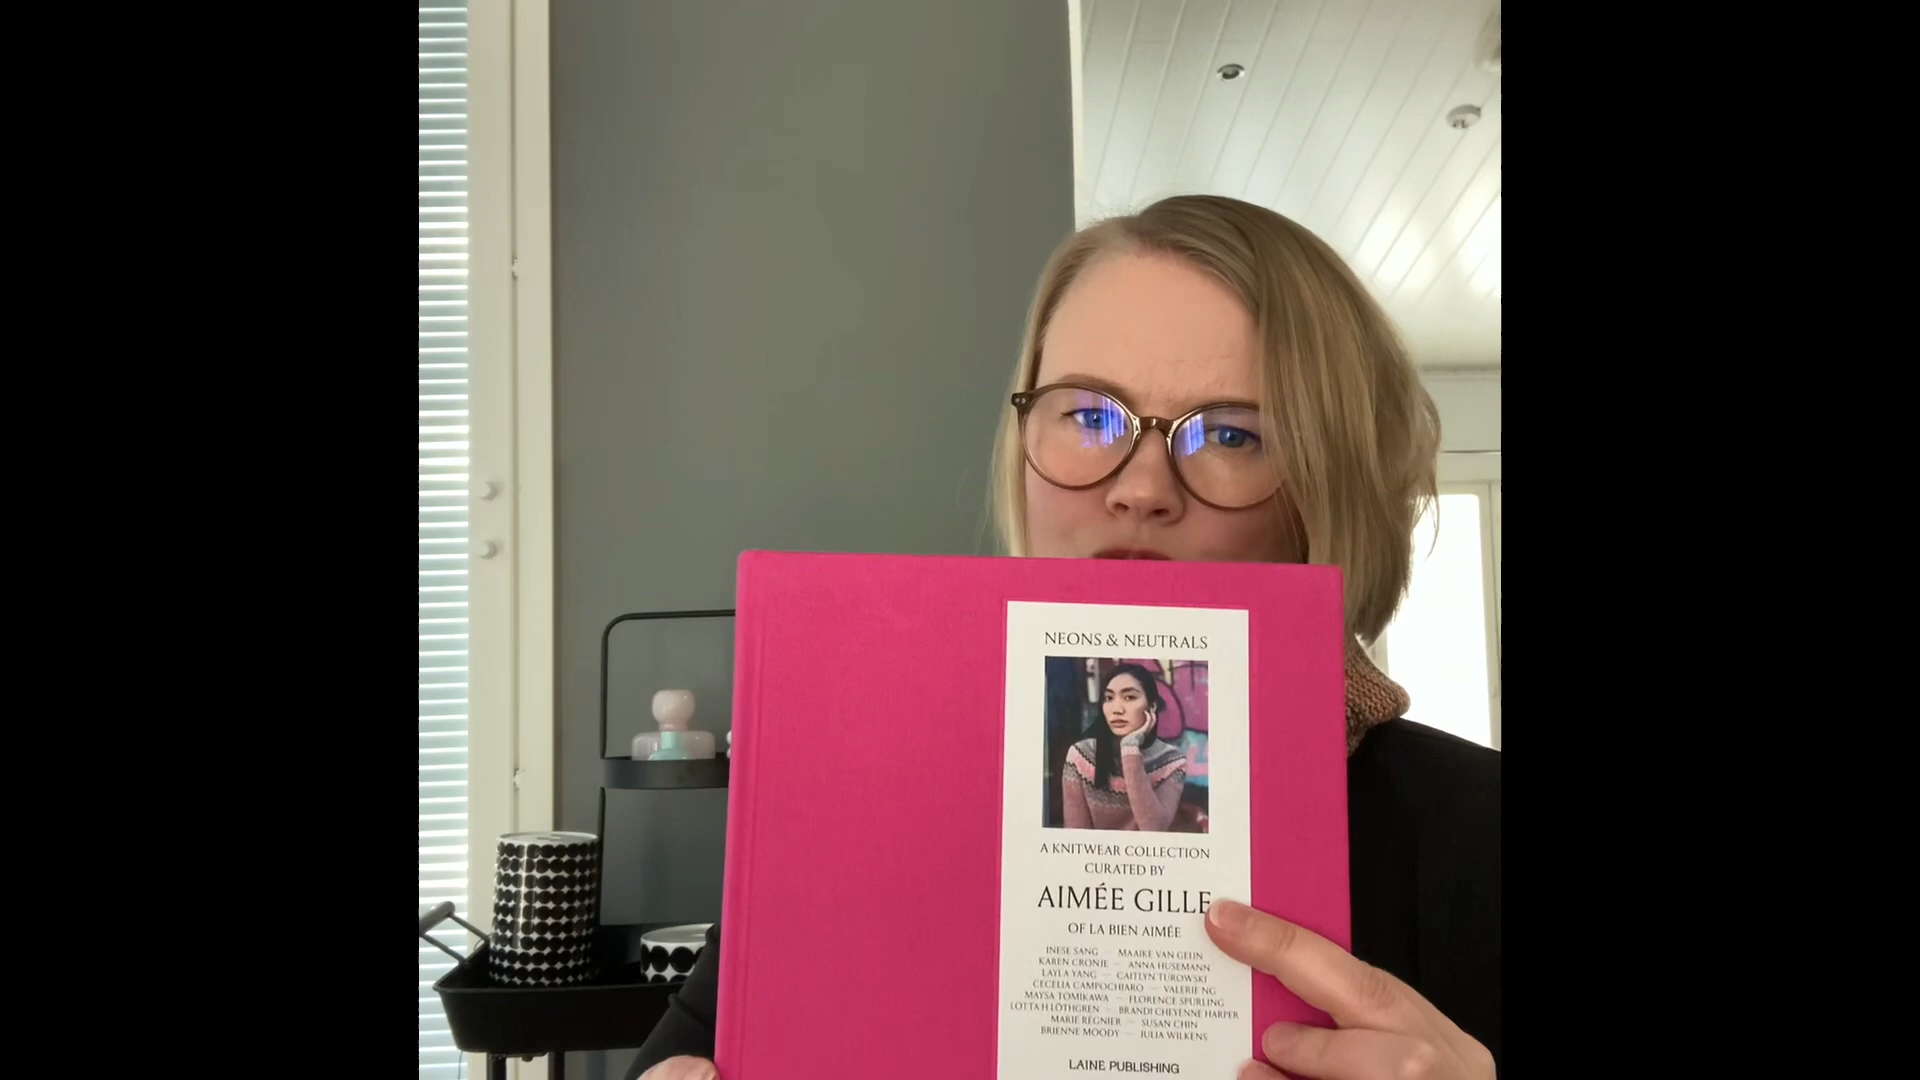 NEONS & NEUTRALS
A KNITWEAR COLLECTION
CURATED BY
AIMÉE GILLE
OF LA BIEN AIMÉE
INESE SANG — MAAIKE VAN GEIJN
KAREN CRONJE — ANNA HUSEMANN
LAYLA YANG — CAITLYN TUROWSKI
CECELIA CAMPOCHIARO — VALERIE NG
MAYSA TOMIKAWA — FLORENCE SPURLING
LOTTA H LÖTHGREN — BRANDI CHEYENNE HARPER
MARIE RÉGNIER — SUSAN CHIN
BRIENNE MOODY — JULIA WILKENS
LAINE PUBLISHING